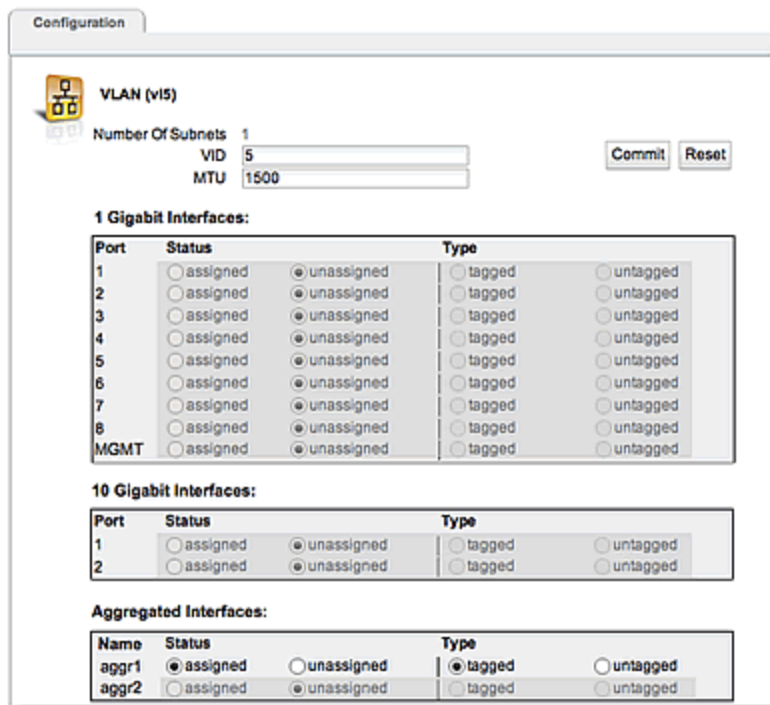 Configuration
VLAN (vl5)
Number Of Subnets 1
VID 5
MTU 1500
Commit Reset
1 Gigabit Interfaces:
Port Status Type
1 assigned unassigned tagged untagged
2 assigned unassigned tagged untagged
3 assigned unassigned tagged untagged
4 assigned unassigned tagged untagged
5 assigned unassigned tagged untagged
6 assigned unassigned tagged untagged
7 assigned unassigned tagged untagged
8 assigned unassigned tagged untagged
MGMT assigned unassigned tagged untagged
10 Gigabit Interfaces:
Port Status Type
1 assigned unassigned tagged untagged
2 assigned unassigned tagged untagged
Aggregated Interfaces:
Name Status Type
aggr1 assigned unassigned tagged untagged
aggr2 assigned unassigned tagged untagged